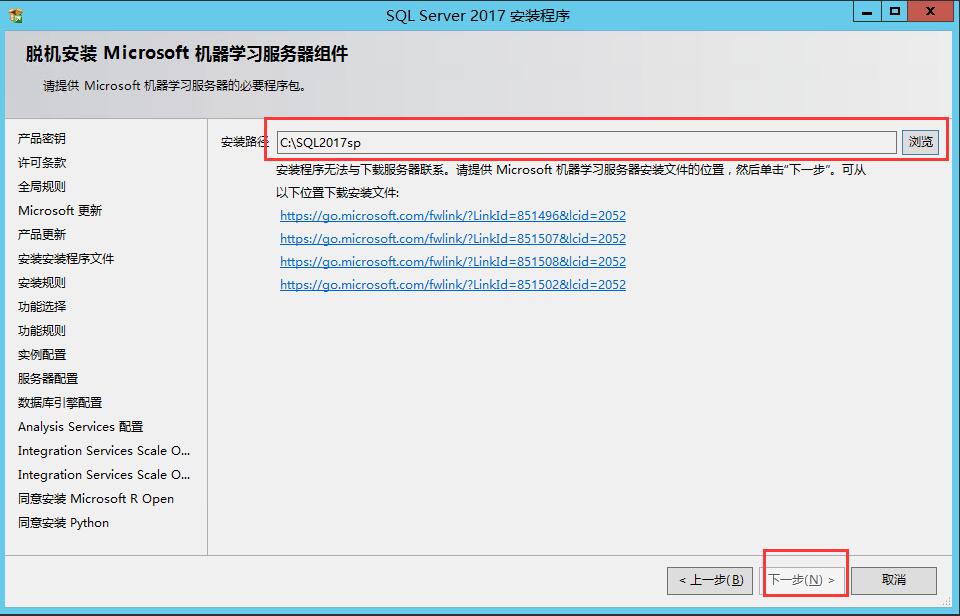 SQL Server 2017 安装程序
脱机安装 Microsoft 机器学习服务器组件
请提供 Microsoft 机器学习服务器的必要程序包。
产品密钥
许可条款
全局规则
Microsoft 更新
产品更新
安装安装程序文件
安装规则
功能选择
功能规则
实例配置
服务器配置
数据库引擎配置
Analysis Services 配置
Integration Services Scale O...
Integration Services Scale O...
同意安装 Microsoft R Open
同意安装 Python
安装路径
C:\SQL2017sp
浏览
安装程序无法与下载服务器联系。请提供 Microsoft 机器学习服务器安装文件的位置，然后单击“下一步”。可从
以下位置下载安装文件:
https://go.microsoft.com/fwlink/?LinkId=851496&lcid=2052
https://go.microsoft.com/fwlink/?LinkId=851507&lcid=2052
https://go.microsoft.com/fwlink/?LinkId=851508&lcid=2052
https://go.microsoft.com/fwlink/?LinkId=851502&lcid=2052
< 上一步(B)
下一步(N) >
取消